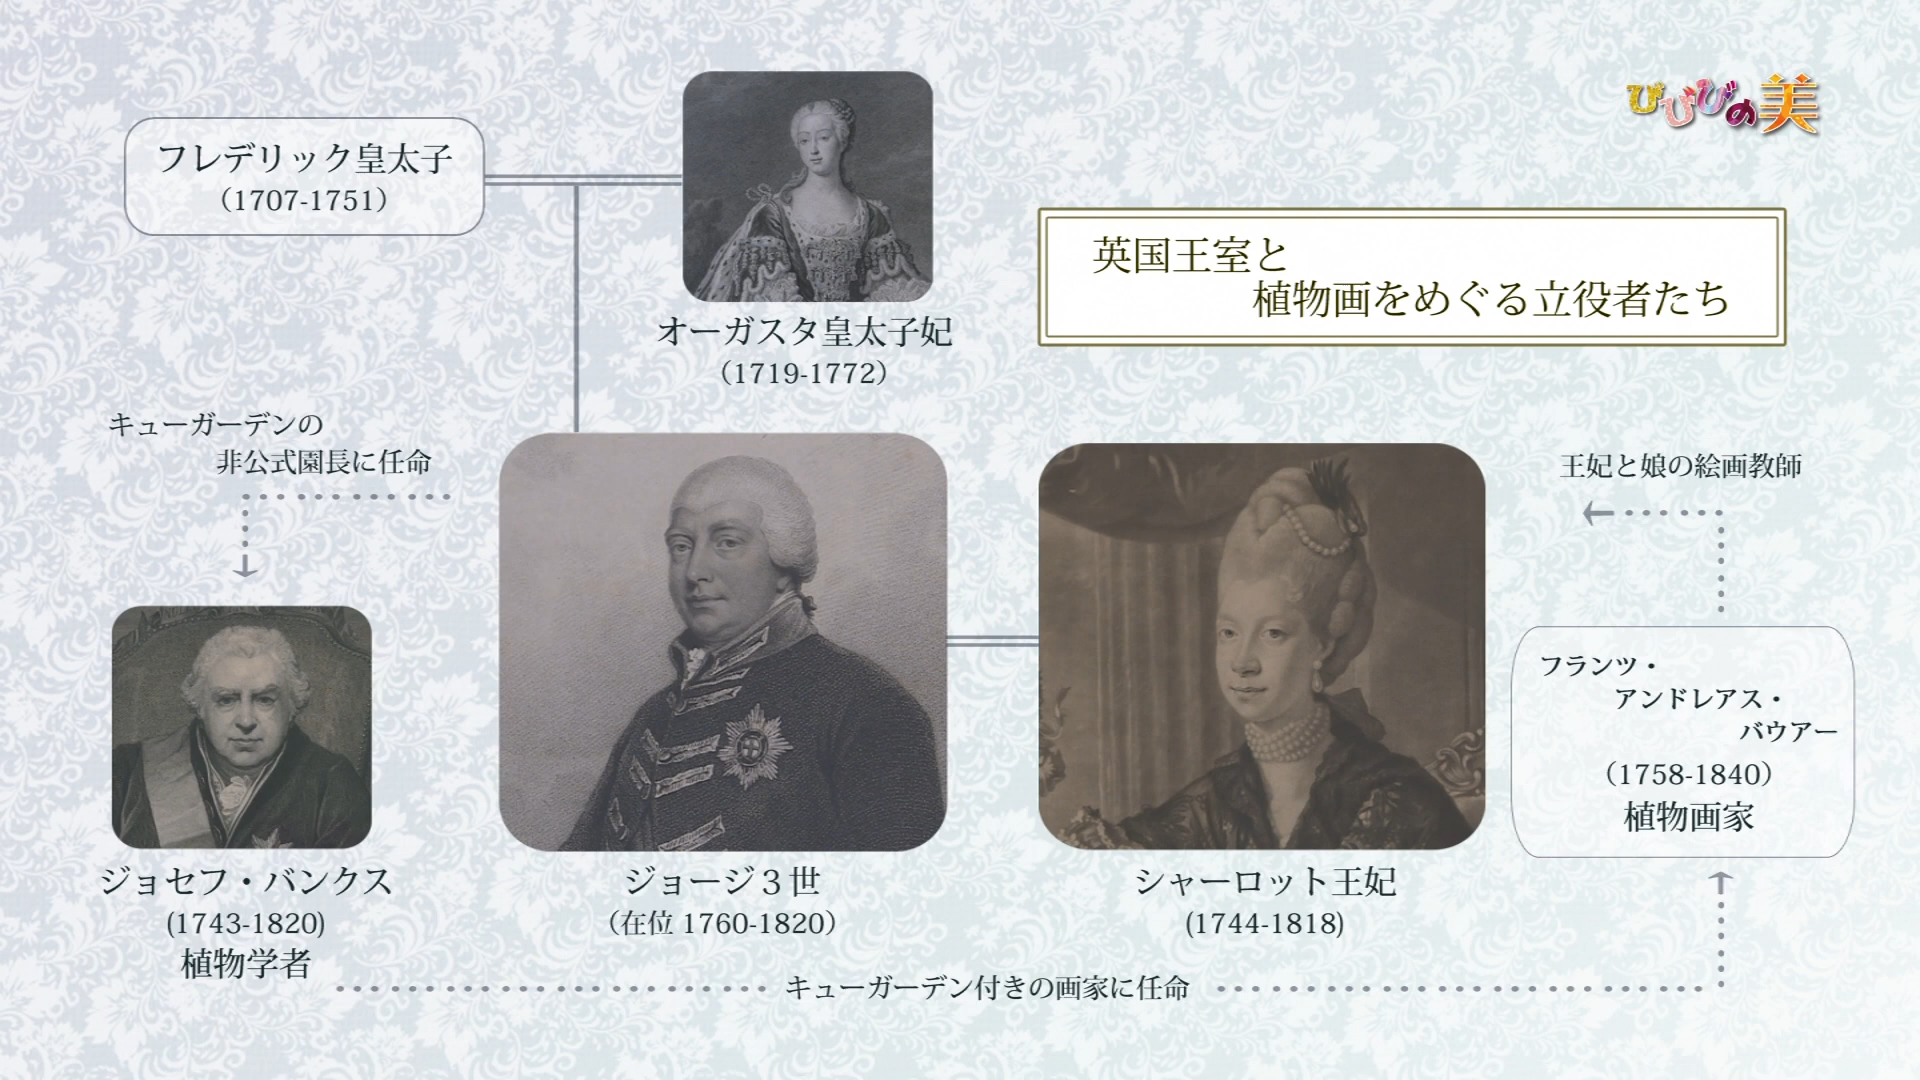 びびびの美
フレデリック皇太子
（1707-1751）
オーガスタ皇太子妃
（1719-1772）
英国王室と
植物画をめぐる立役者たち
キューガーデンの
非公式園長に任命
王妃と娘の絵画教師
フランツ・
アンドレアス・
バウアー
（1758-1840）
植物画家
ジョセフ・バンクス
(1743-1820)
植物学者
ジョージ３世
（在位 1760-1820）
シャーロット王妃
(1744-1818)
キューガーデン付きの画家に任命